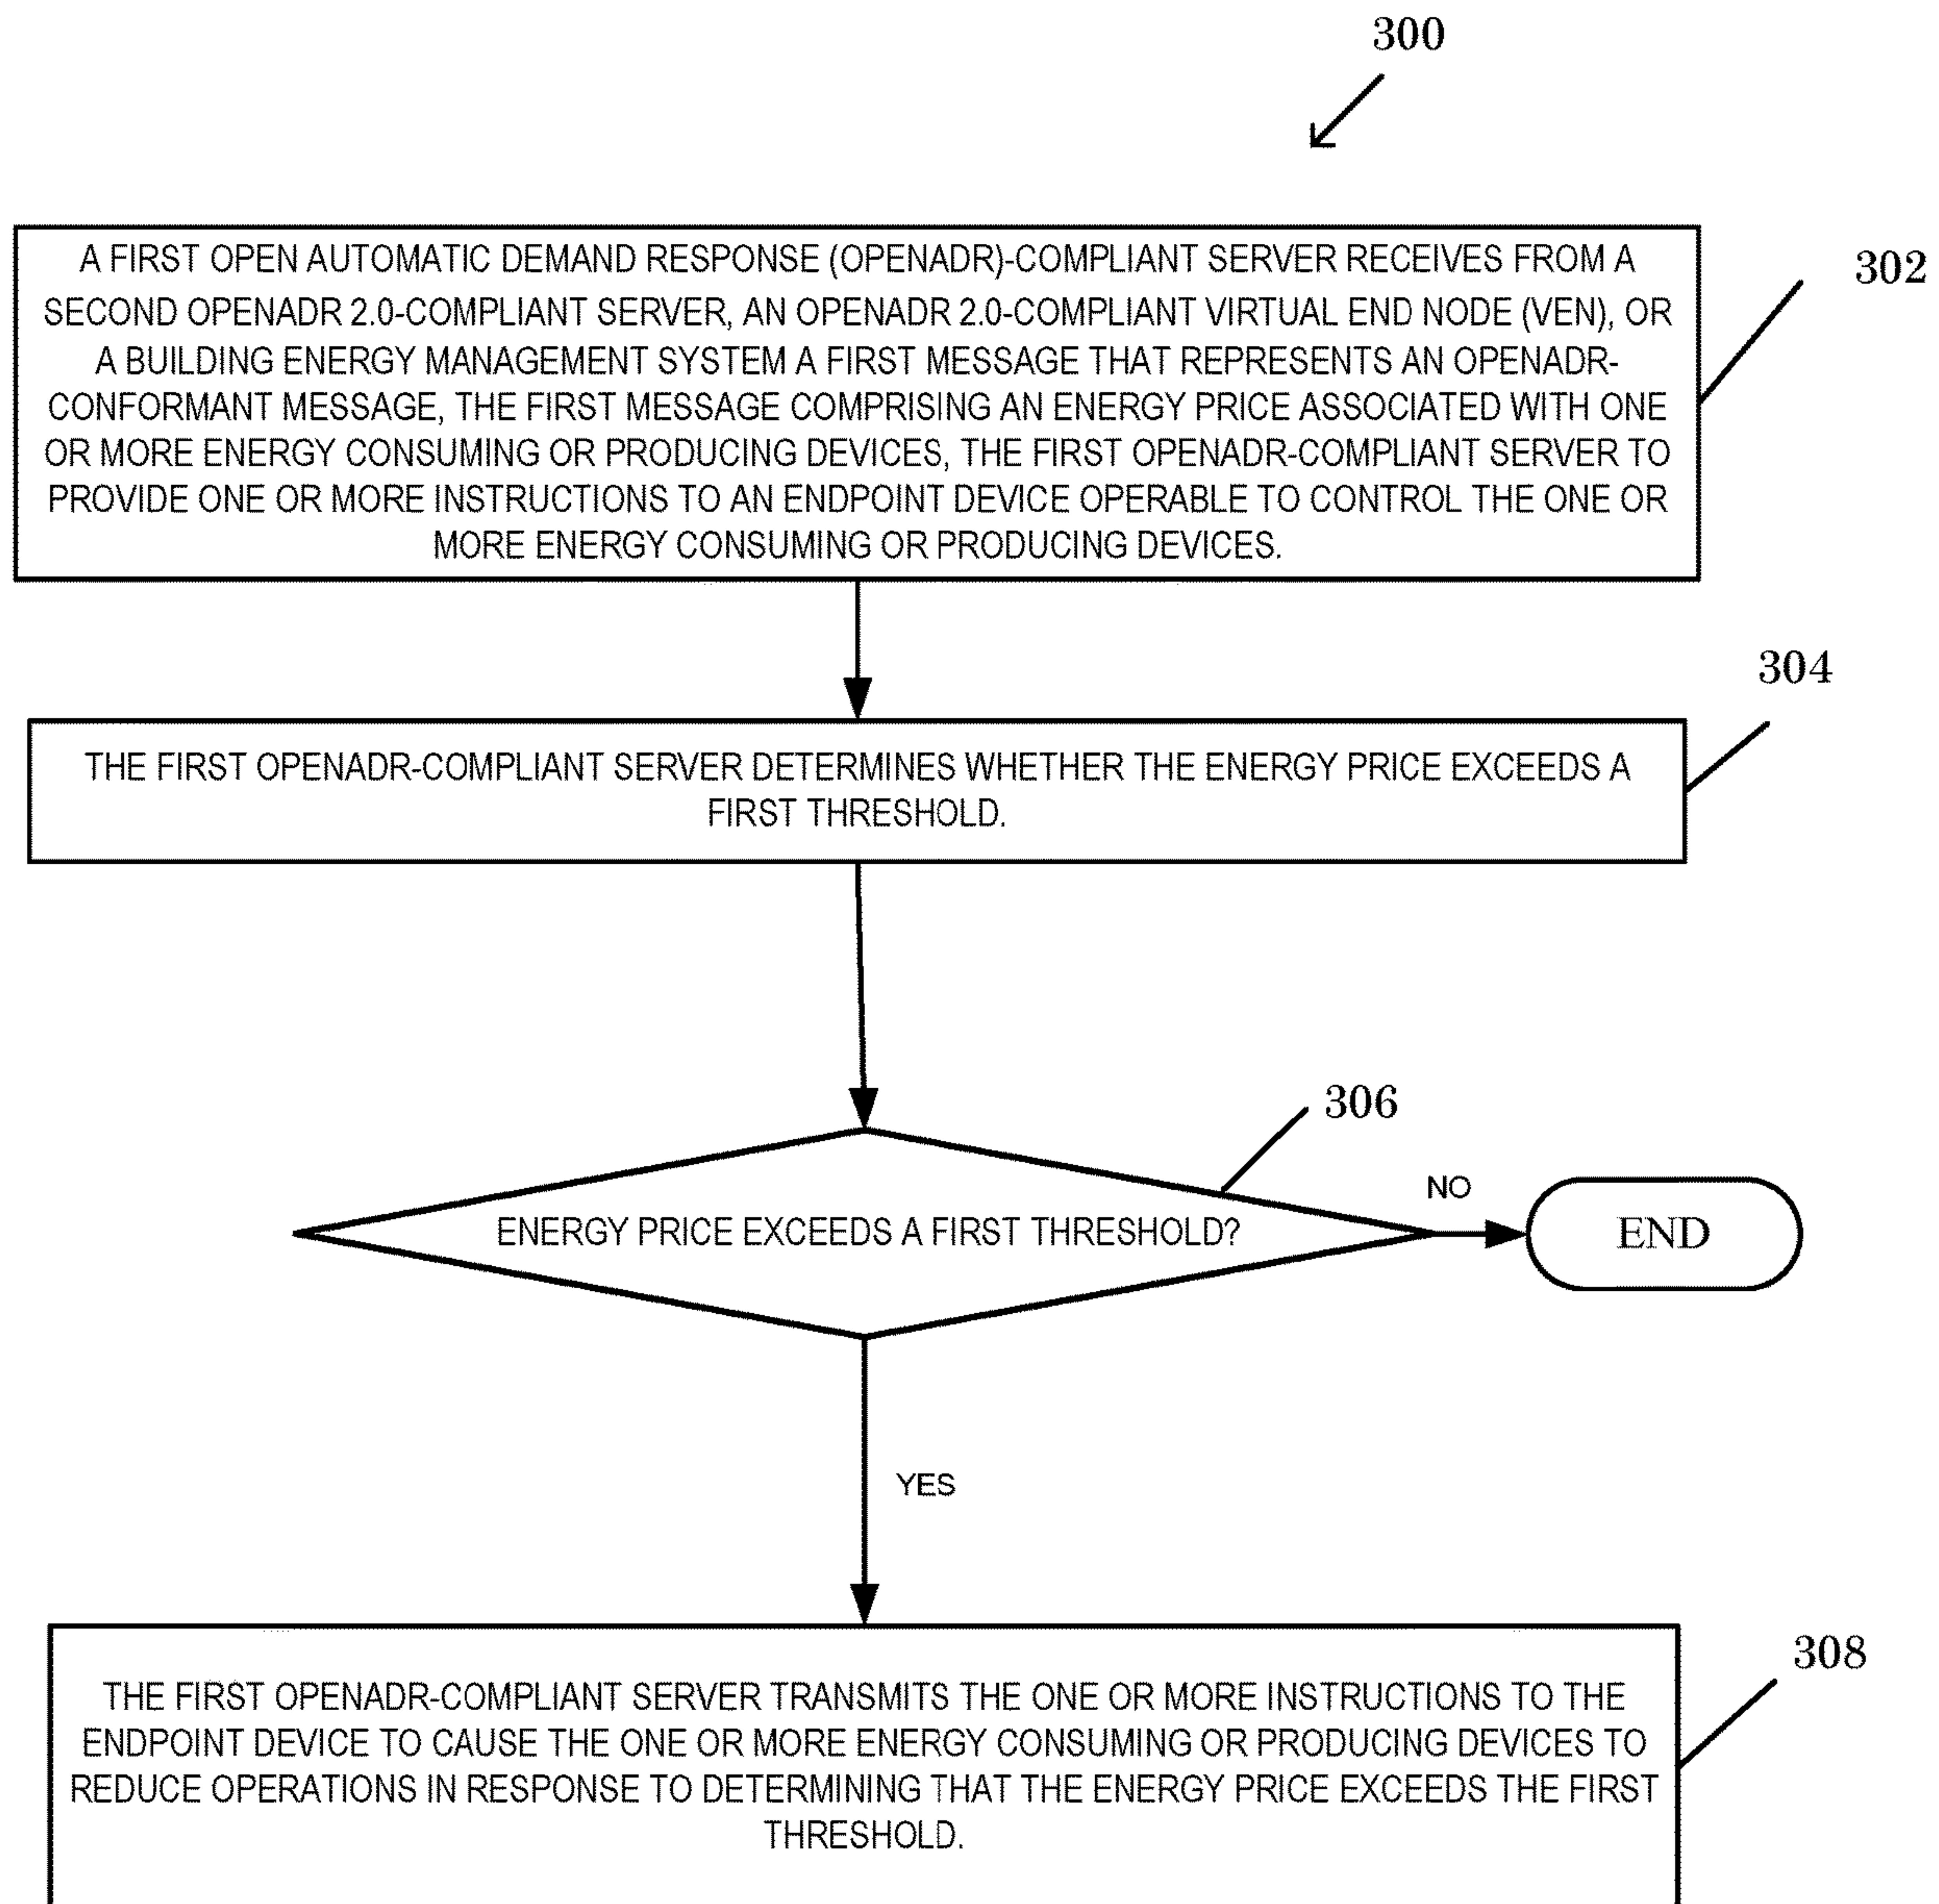 300
A FIRST OPEN AUTOMATIC DEMAND RESPONSE (OPENADR)-COMPLIANT SERVER RECEIVES FROM A
SECOND OPENADR 2.0-COMPLIANT SERVER, AN OPENADR 2.0-COMPLIANT VIRTUAL END NODE (VEN), OR
A BUILDING ENERGY MANAGEMENT SYSTEM A FIRST MESSAGE THAT REPRESENTS AN OPENADR-
CONFORMANT MESSAGE, THE FIRST MESSAGE COMPRISING AN ENERGY PRICE ASSOCIATED WITH ONE
OR MORE ENERGY CONSUMING OR PRODUCING DEVICES, THE FIRST OPENADR-COMPLIANT SERVER TO
PROVIDE ONE OR MORE INSTRUCTIONS TO AN ENDPOINT DEVICE OPERABLE TO CONTROL THE ONE OR
MORE ENERGY CONSUMING OR PRODUCING DEVICES.
302
304
THE FIRST OPENADR-COMPLIANT SERVER DETERMINES WHETHER THE ENERGY PRICE EXCEEDS A
FIRST THRESHOLD.
306
ENERGY PRICE EXCEEDS A FIRST THRESHOLD?
NO
END
YES
308
THE FIRST OPENADR-COMPLIANT SERVER TRANSMITS THE ONE OR MORE INSTRUCTIONS TO THE
ENDPOINT DEVICE TO CAUSE THE ONE OR MORE ENERGY CONSUMING OR PRODUCING DEVICES TO
REDUCE OPERATIONS IN RESPONSE TO DETERMINING THAT THE ENERGY PRICE EXCEEDS THE FIRST
THRESHOLD.